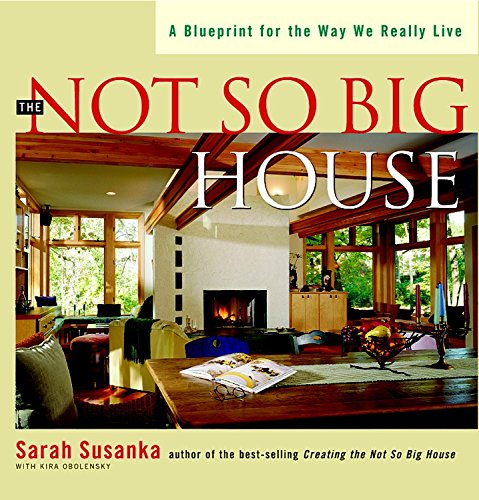 A Blueprint for the Way We Really Live
THE NOT SO BIG
HOUSE
Sarah Susanka author of the best-selling Creating the Not So Big House
WITH KIRA OBOLENSKY